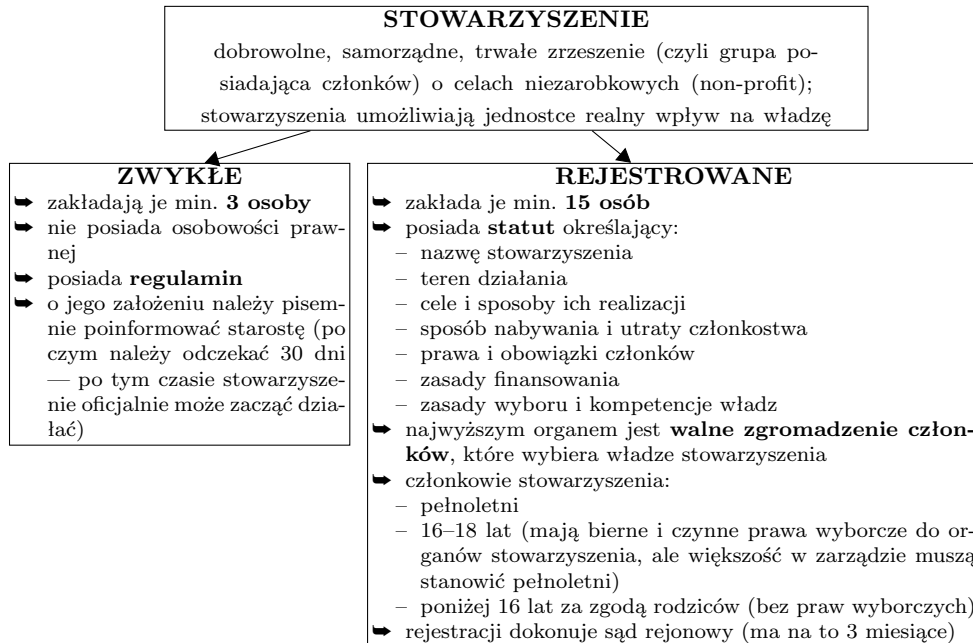 STOWARZYSZENIE
dobrowolne, samorządne, trwałe zrzeszenie (czyli grupa po-
siadająca członków) o celach niezarobkowych (non-profit);
stowarzyszenia umożliwiają jednostce realny wpływ na władzę
ZWYKŁE
➥ zakładają je min. 3 osoby
➥ nie posiada osobowości praw-
nej
➥ posiada regulamin
➥ o jego założeniu należy pisem-
nie poinformować starostę (po
czym należy odczekać 30 dni
— po tym czasie stowarzysze-
nie oficjalnie może zacząć dzia-
łać)
REJESTROWANE
➥ zakłada je min. 15 osób
➥ posiada statut określający:
– nazwę stowarzyszenia
– teren działania
– cele i sposoby ich realizacji
– sposób nabywania i utraty członkostwa
– prawa i obowiązki członków
– zasady finansowania
– zasady wyboru i kompetencje władz
➥ najwyższym organem jest walne zgromadzenie człon-
ków, które wybiera władze stowarzyszenia
➥ członkowie stowarzyszenia:
– pełnoletni
– 16–18 lat (mają bierne i czynne prawa wyborcze do or-
ganów stowarzyszenia, ale większość w zarządzie muszą
stanowić pełnoletni)
– poniżej 16 lat za zgodą rodziców (bez praw wyborczych)
➥ rejestracji dokonuje sąd rejonowy (ma na to 3 miesiące)